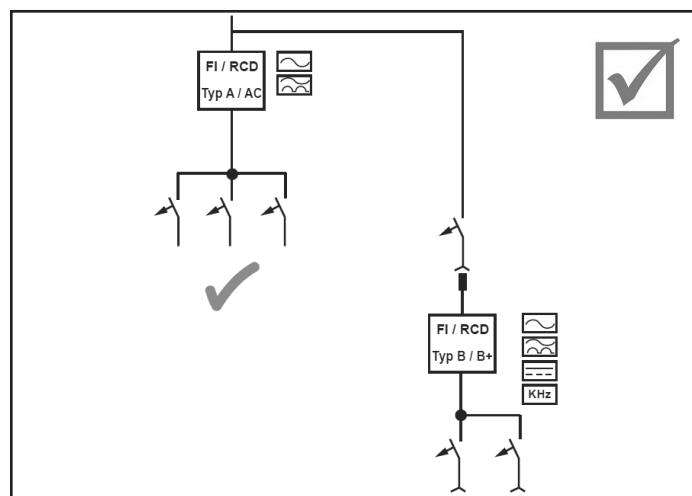 FI / RCD
Typ A / AC
FI / RCD
Typ B / B+
KHz